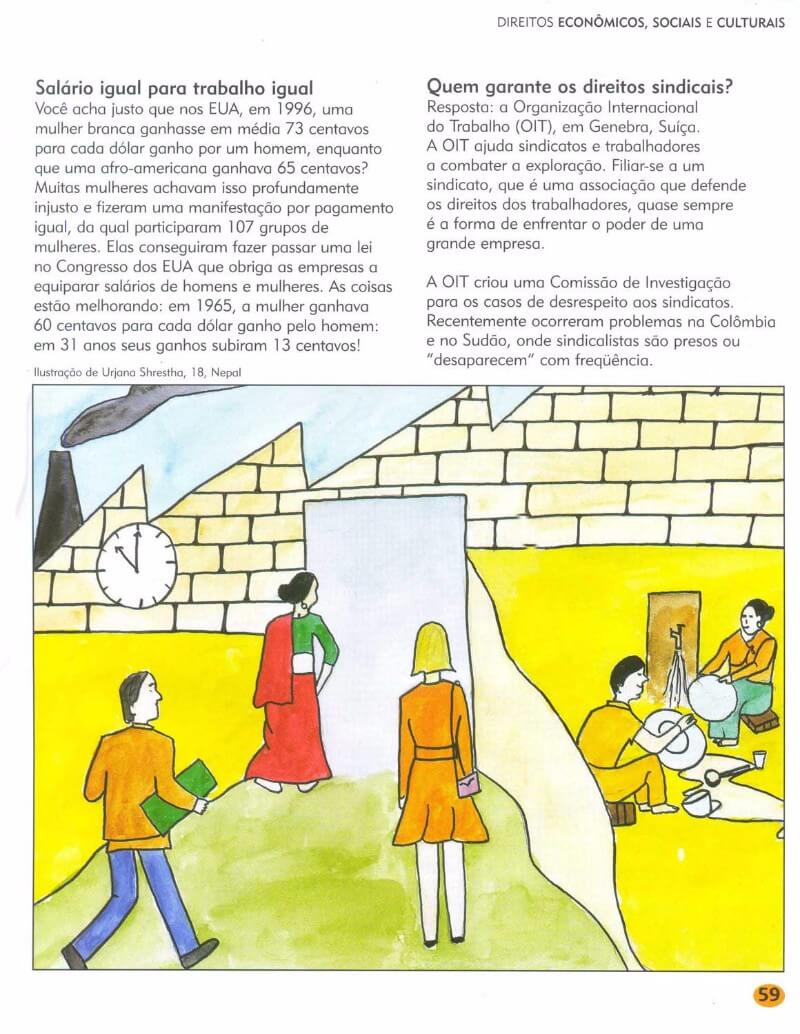 DIREITOS ECONÔMICOS, SOCIAIS E CULTURAIS
Salário igual para trabalho igual
Você acha justo que nos EUA, em 1996, uma
mulher branca ganhasse em média 73 centavos
para cada dólar ganho por um homem, enquanto
que uma afro-americana ganhava 65 centavos?
Muitas mulheres achavam isso profundamente
injusto e fizeram uma manifestação por pagamento
igual, da qual participaram 107 grupos de
mulheres. Elas conseguiram fazer passar uma lei
no Congresso dos EUA que obriga as empresas a
equiparar salários de homens e mulheres. As coisas
estão melhorando: em 1965, a mulher ganhava
60 centavos para cada dólar ganho pelo homem:
em 31 anos seus ganhos subiram 13 centavos!
Ilustração de Urjana Shrestha, 18, Nepal
Quem garante os direitos sindicais?
Resposta: a Organização Internacional
do Trabalho (OIT), em Genebra, Suíça.
A OIT ajuda sindicatos e trabalhadores
a combater a exploração. Filiar-se a um
sindicato, que é uma associação que defende
os direitos dos trabalhadores, quase sempre
é a forma de enfrentar o poder de uma
grande empresa.
A OIT criou uma Comissão de Investigação
para os casos de desrespeito aos sindicatos.
Recentemente ocorreram problemas na Colômbia
e no Sudão, onde sindicalistas são presos ou
“desaparecem” com freqüência.
59